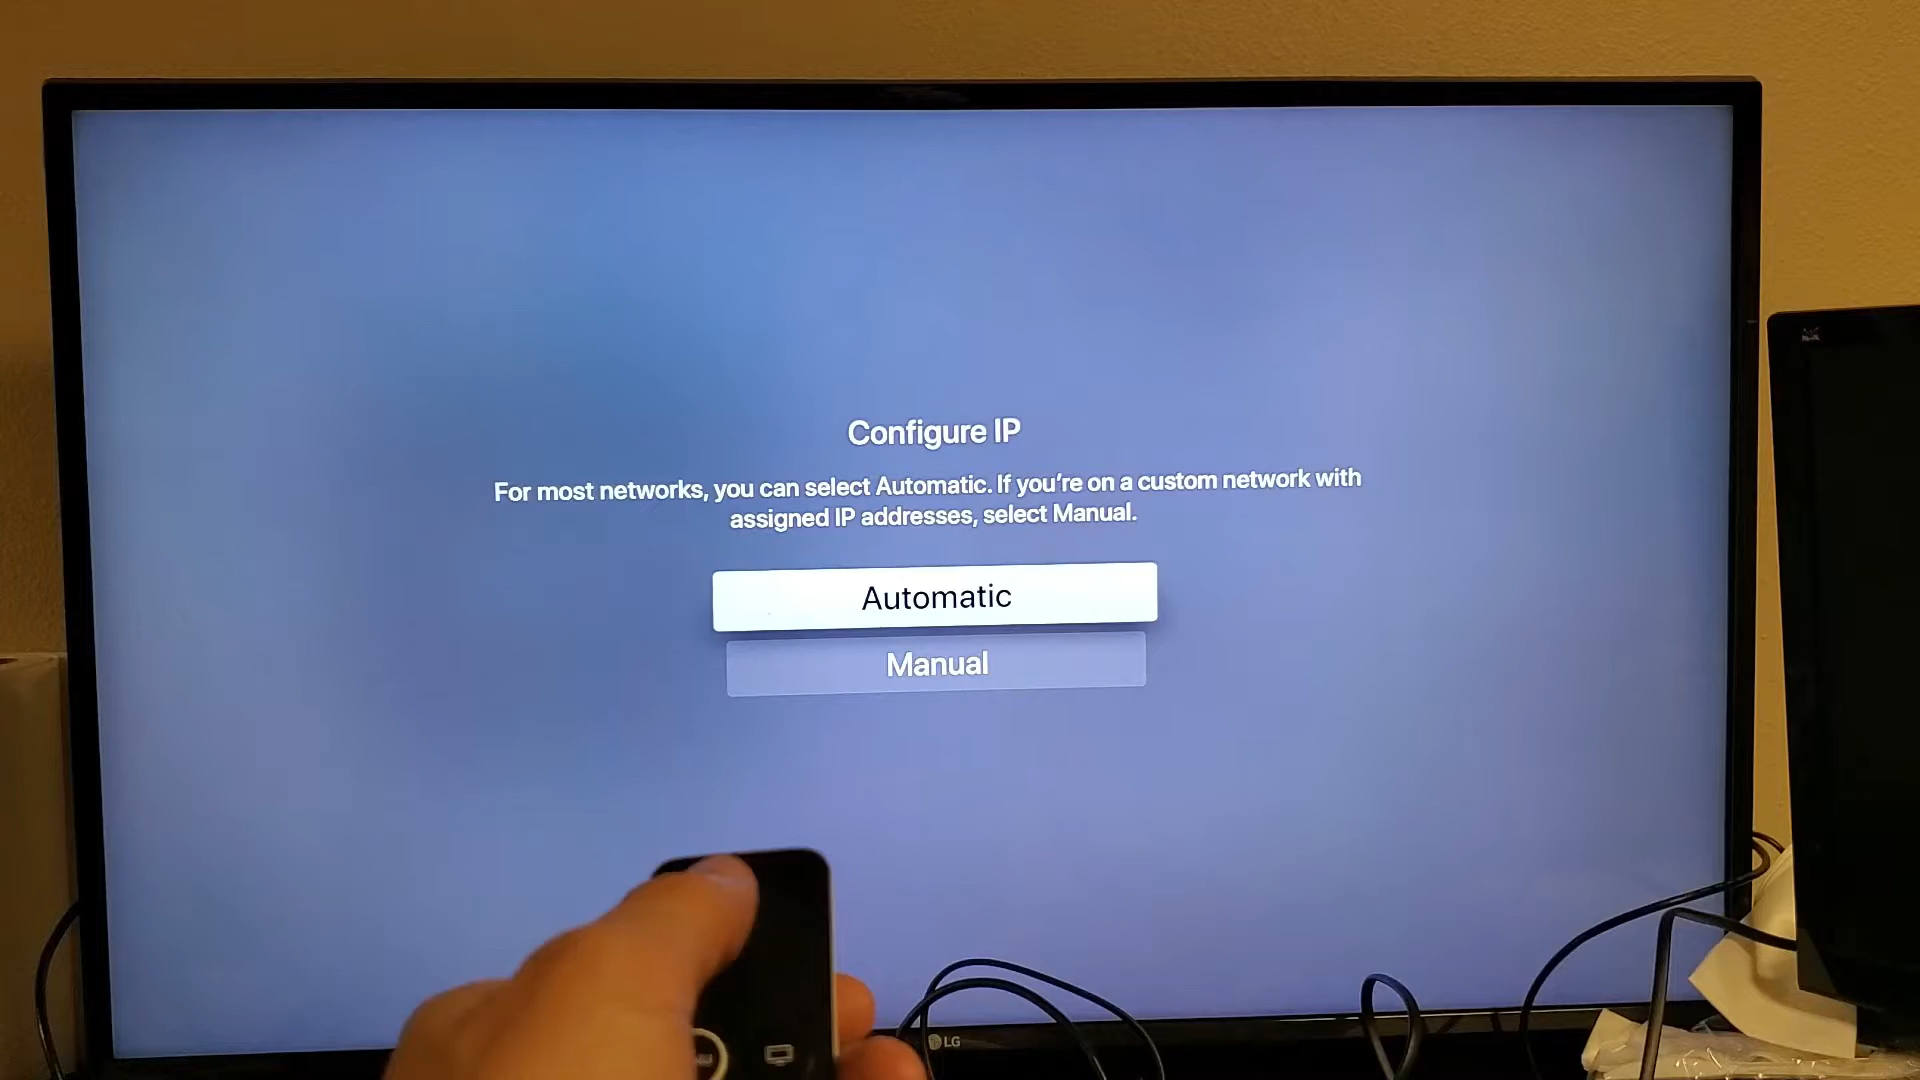 Configure IP
For most networks, you can select Automatic. If you're on a custom network with
assigned IP addresses, select Manual.
Automatic
Manual
LG